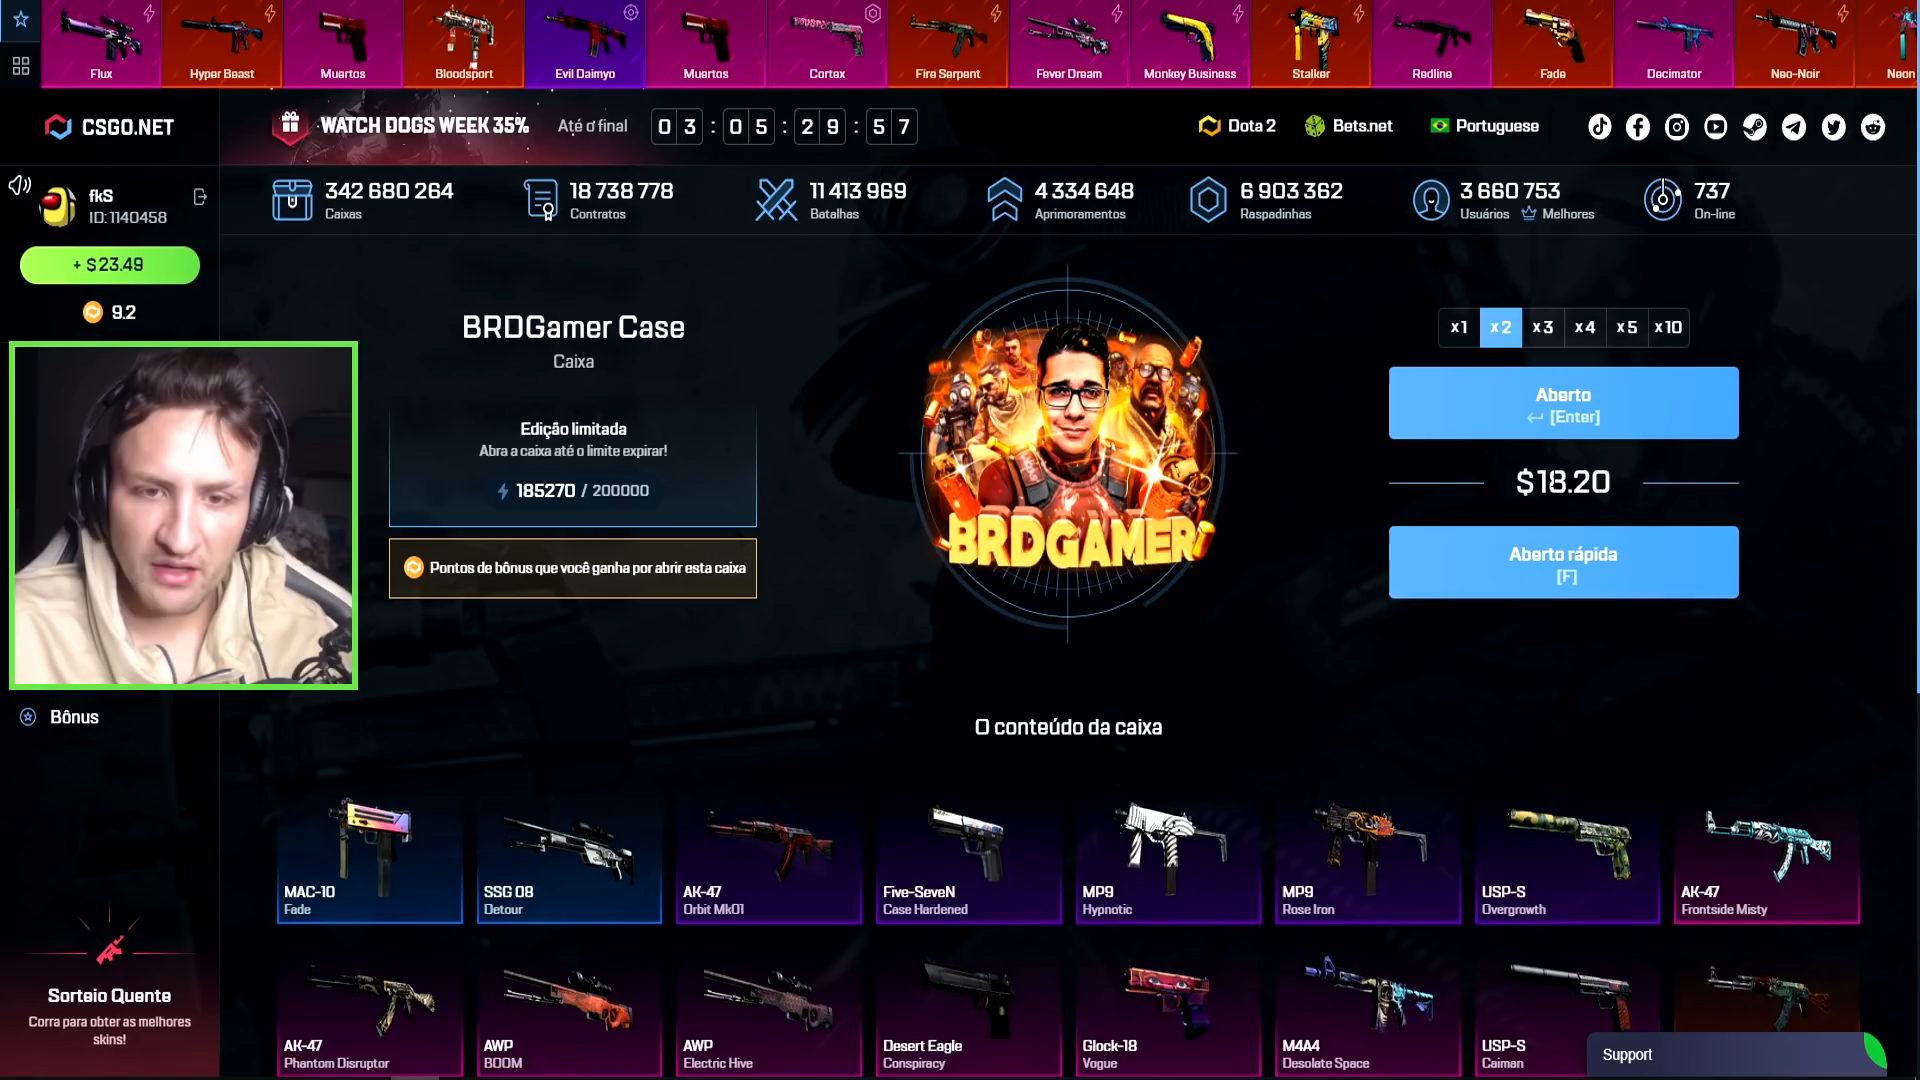 Flux
Hyper Beast
Muertos
Bloodsport
Evil Daimyo
Muertos
Cortex
Fire Serpent
Fever Dream
Monkey Business
Stalker
Redline
Fade
Decimator
Neo-Noir
Neon
CSGO.NET
WATCH DOGS WEEK 35%
Até o final
03 : 05 : 29 : 57
Dota 2
Bets.net
Portuguese
fkS
ID: 1140458
342 680 264
Caixas
18 738 778
Contratos
11 413 969
Batalhas
4 334 648
Aprimoramentos
6 903 362
Raspadinhas
3 660 753
Usuários
Melhores
737
On-line
+ $ 23.49
9.2
BRDGamer Case
Caixa
Edição limitada
Abra a caixa até o limite expirar!
185270 / 200000
Pontos de bônus que você ganha por abrir esta caixa
BRDGAMER
x1 x2 x3 x4 x5 x10
Aberto
[Enter]
$18.20
Aberto rápida
[F]
Bônus
O conteúdo da caixa
MAC-10
Fade
SSG 08
Detour
AK-47
Orbit Mk01
Five-SeveN
Case Hardened
MP9
Hypnotic
MP9
Rose Iron
USP-S
Overgrowth
AK-47
Frontside Misty
Sorteio Quente
Corra para obter as melhores
skins!
AK-47
Phantom Disruptor
AWP
BOOM
AWP
Electric Hive
Desert Eagle
Conspiracy
Glock-18
Vogue
M4A4
Desolate Space
USP-S
Caiman
Support